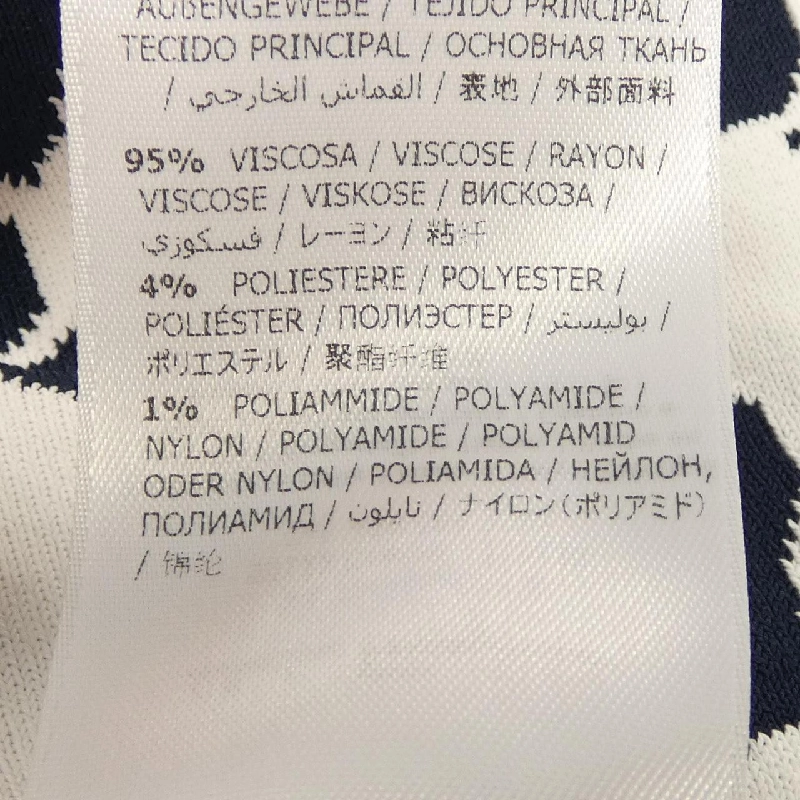 AUßENGEWEBE / TEJIDO PRINCIPAL /
TECIDO PRINCIPAL / ОСНОВНАЯ ТКАНЬ
/ القماش الخارجي / 表地 / 外部面料
95% VISCOSA / VISCOSE / RAYON /
VISCOSE / VISKOSE / ВИСКОЗА /
فسكوزي / レーヨン / 粘纤
4% POLIESTERE / POLYESTER /
POLIÉSTER / ПОЛИЭСТЕР / بوليستر /
ポリエステル / 聚酯纤维
1% POLIAMMIDE / POLYAMIDE /
NYLON / POLYAMIDE / POLYAMID
ODER NYLON / POLIAMIDA / НЕЙЛОН,
ПОЛИАМИД / نايلون / ナイロン(ポリアミド)
/ 锦纶